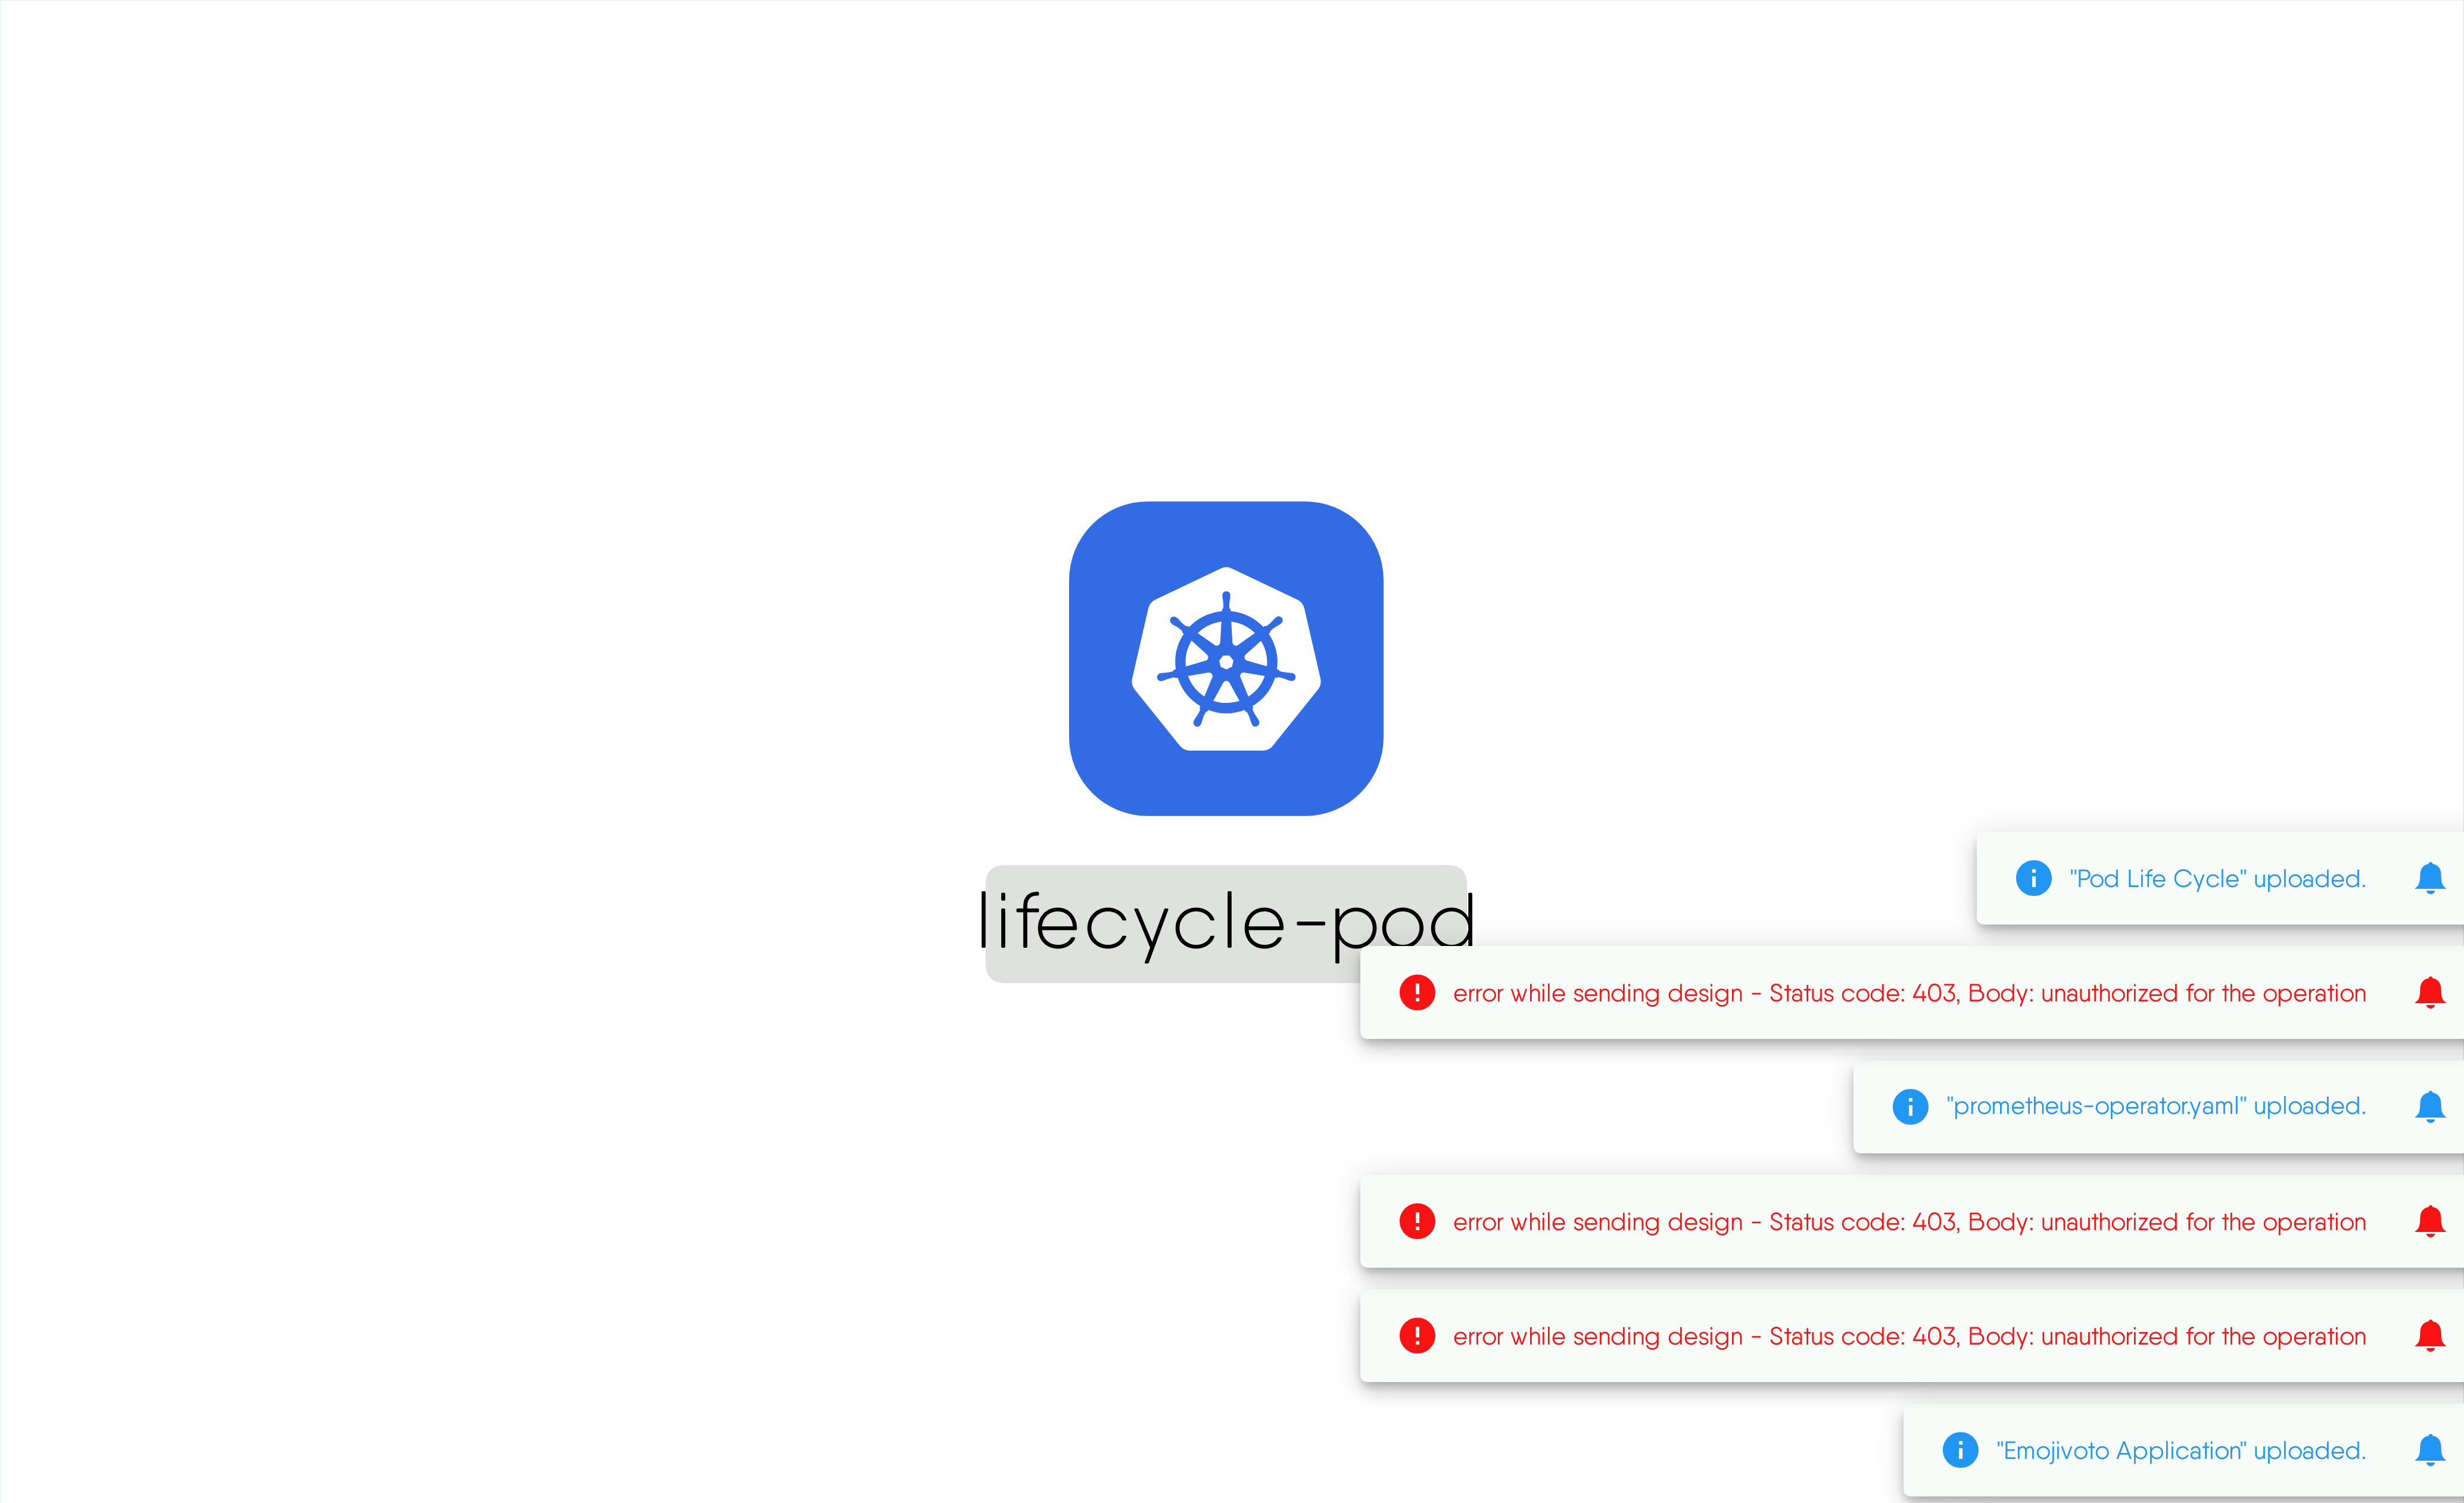 lifecycle-pod
"Pod Life Cycle" uploaded.
error while sending design - Status code: 403, Body: unauthorized for the operation
"prometheus-operator.yaml" uploaded.
error while sending design - Status code: 403, Body: unauthorized for the operation
error while sending design - Status code: 403, Body: unauthorized for the operation
"Emojivoto Application" uploaded.